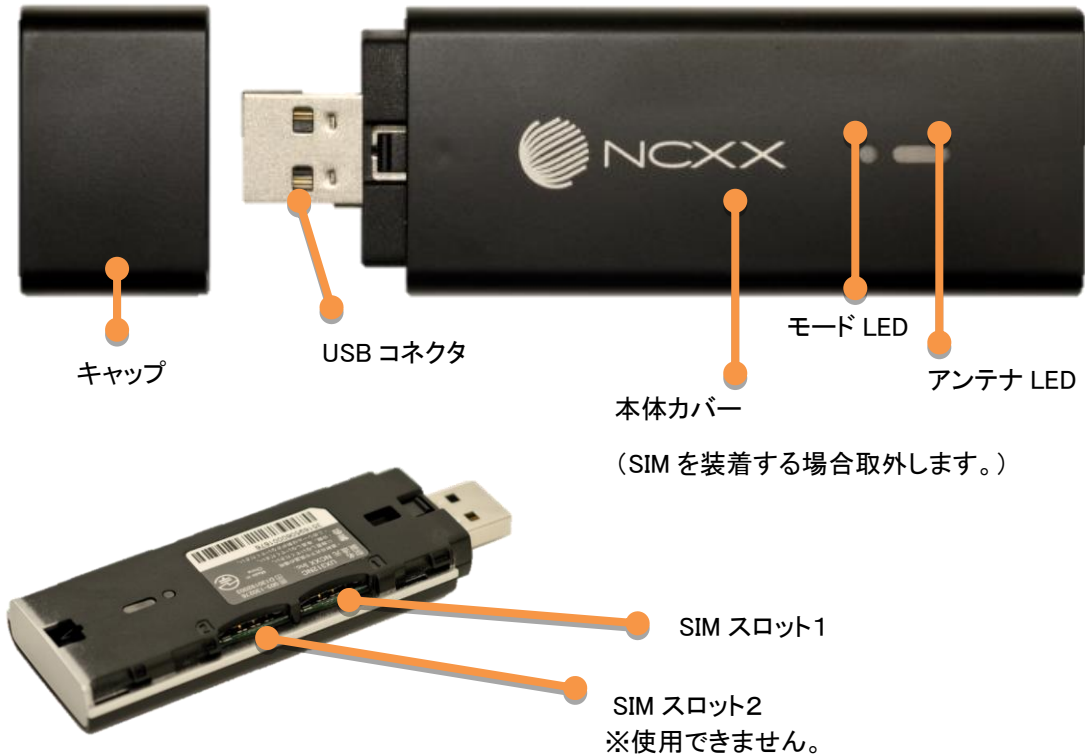 NCXX
モード LED
USB コネクタ
キャップ
アンテナ LED
本体カバー
（SIM を装着する場合取外します。）
UX312NC
SIM スロット１
SIM スロット２
※使用できません。